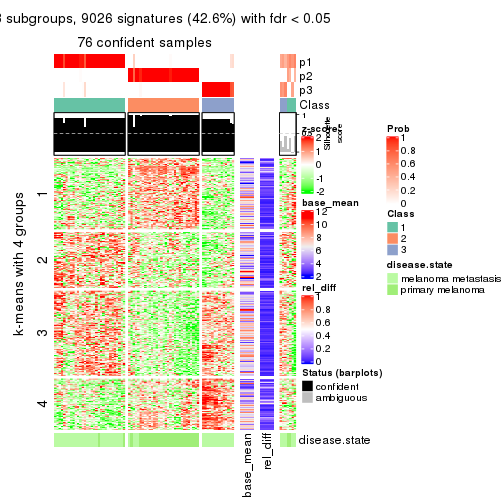 3 subgroups, 9026 signatures (42.6%) with fdr < 0.05
76 confident samples
p1
p2
p3
Class
1
Silhouette
score
z-score
2
1
0
-1
-2
base_mean
12
10
8
6
4
2
rel_diff
1
0.8
0.6
0.4
0.2
0
Status (barplots)
confident
ambiguous
Prob
1
0.8
0.6
0.4
0.2
0
Class
1
2
3
disease.state
melanoma metastasis
primary melanoma
k-means with 4 groups
1
2
3
4
disease.state
base_mean
rel_diff